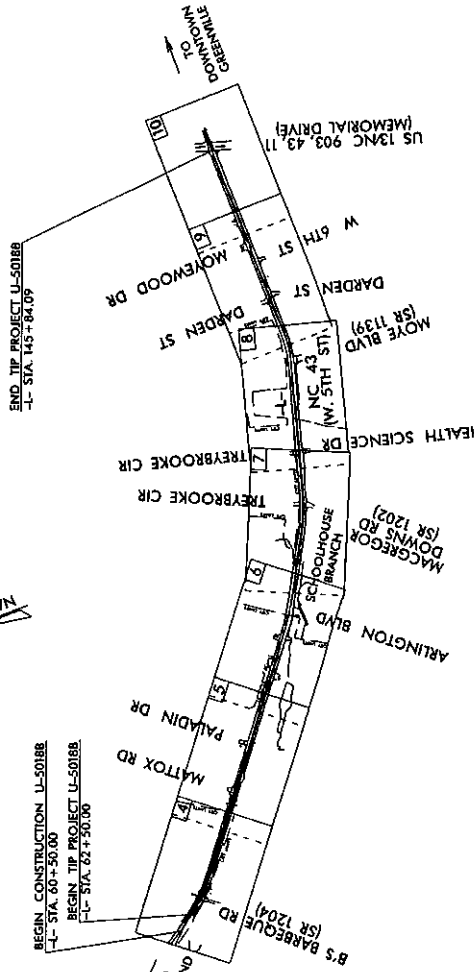 TO
DOWNTOWN
GREENVILLE
END TIP PROJECT U-5018B
-L- STA. 145+84.09
10
US 13/NC 903, 43, 11
(MEMORIAL DRIVE)
9
MOYEWOOD DR
W 6TH ST
DARDEN ST
DARDEN ST
8
MOYE BLVD
(SR 1139)
-L-
NC 43
(W. 5TH ST)
HEALTH SCIENCE DR
7
TREYBROOKE CIR
TREYBROOKE CIR
MACGREGOR
DOWNS RD
(SR 1202)
SCHOOLHOUSE
BRANCH
6
ARLINGTON BLVD
5
PALADIN DR
MATTOX RD
4
BEGIN CONSTRUCTION U-5018B
-L- STA. 60+50.00
BEGIN TIP PROJECT U-5018B
-L- STA. 62+50.00
B'S BARBEQUE RD
(SR 1204)